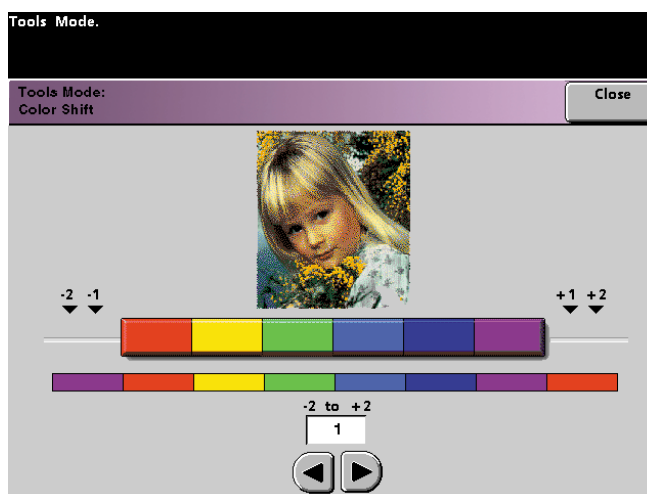 Tools Mode.
Tools Mode:
Color Shift
Close
-2 -1
+1 +2
-2 to +2
1